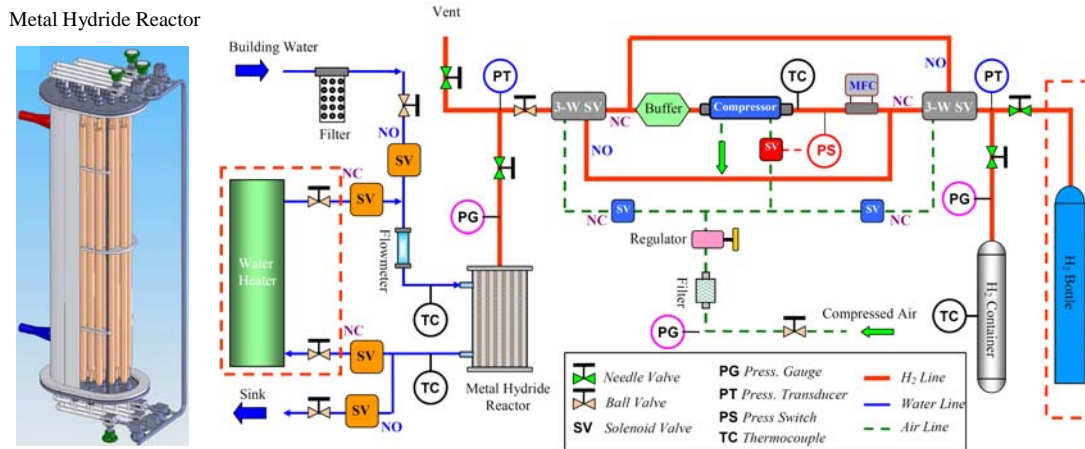 Metal Hydride Reactor
Vent
Building Water
Filter
NO
SV
NC
SV
Water
Heater
Flowmeter
TC
NC
SV
TC
Sink
SV
NO
PT
PG
3-W SV
NC
NO
Buffer
Compressor
TC
MFC
SV
PS
NC
NO
3-W SV
PT
NC
SV
SV
NC
Regulator
Filter
PG
Compressed Air
PG
TC
H2 Container
H2 Bottle
Metal Hydride
Reactor
Needle Valve
Ball Valve
SV Solenoid Valve
PG Press. Gauge
PT Press. Transducer
PS Press Switch
TC Thermocouple
H2 Line
Water Line
Air Line